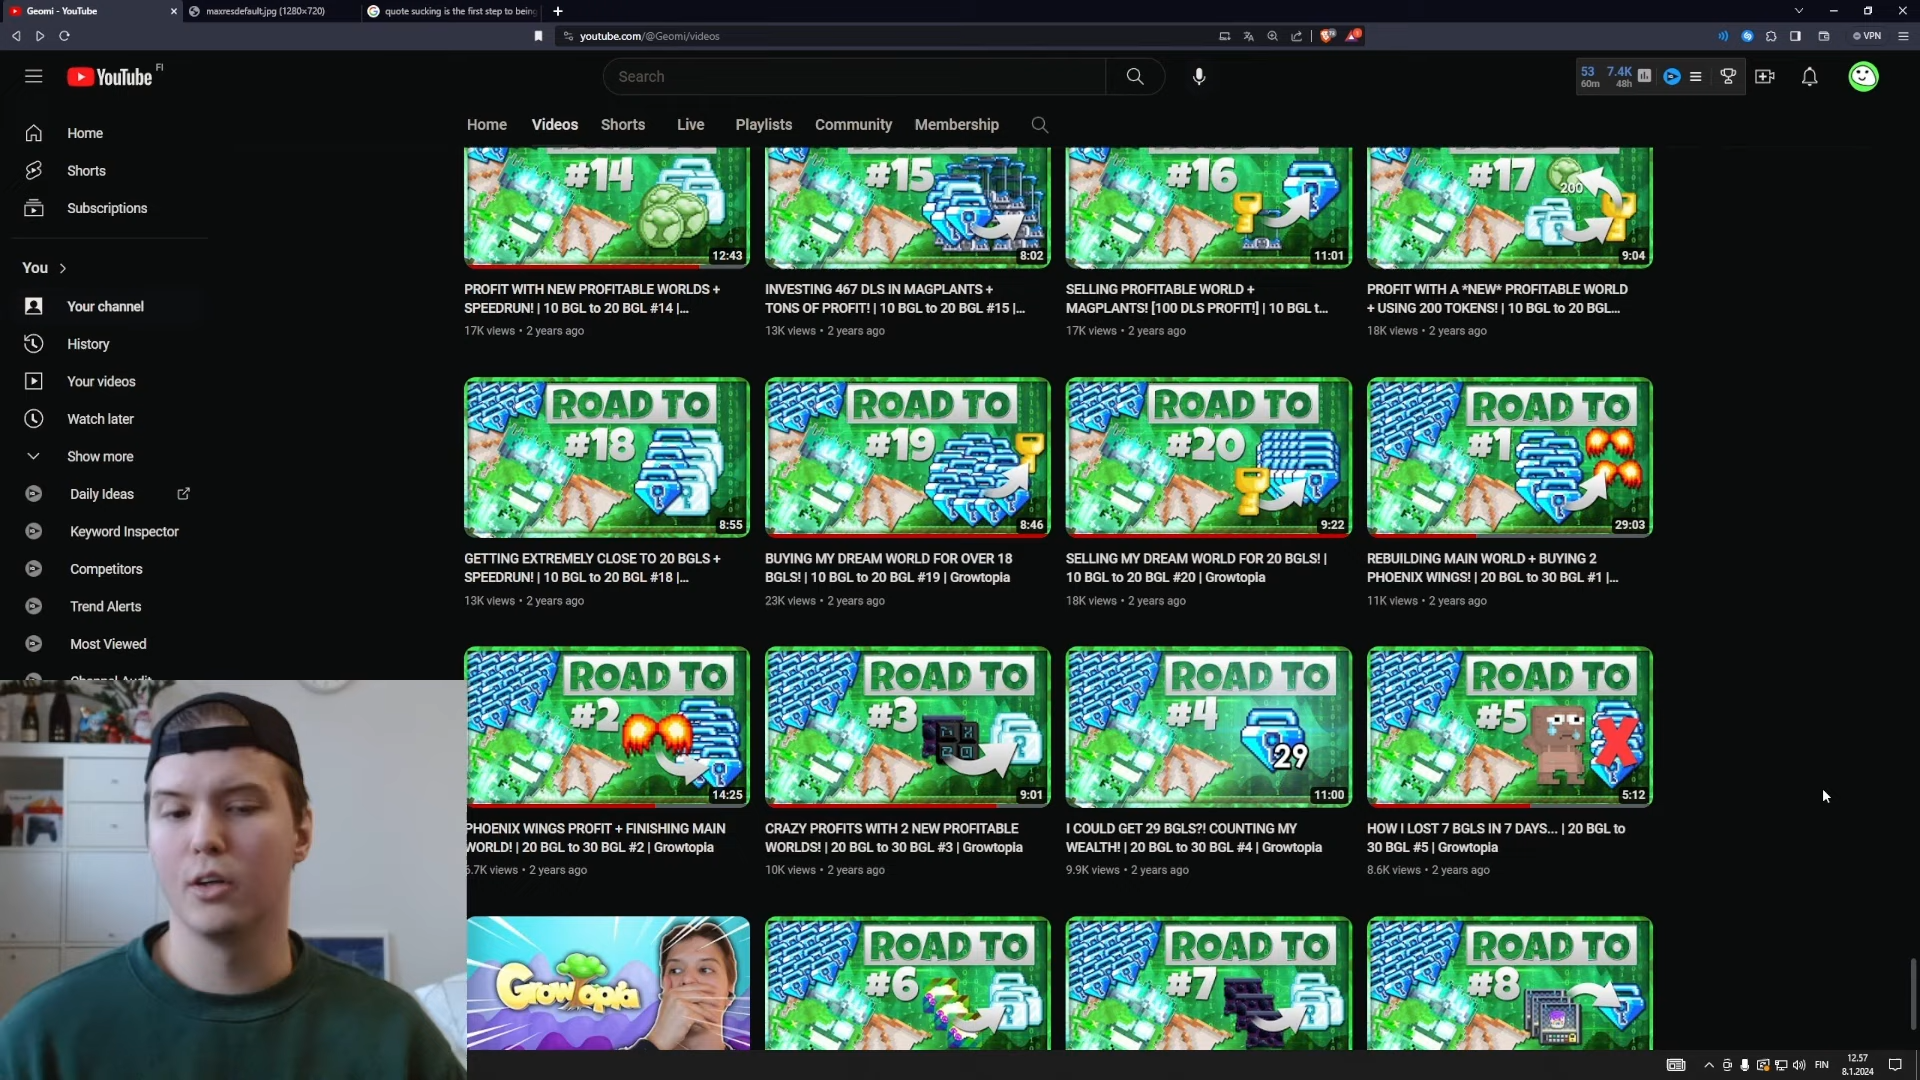 Geomi - YouTube
maxresdefault.jpg (1280×720)
quote sucking is the first step to being
youtube.com/@Geomi/videos
VPN
YouTube
FI
Search
53
60m
7.4K
48h
Home
Videos
Shorts
Live
Playlists
Community
Membership
Home
Shorts
Subscriptions
You
Your channel
History
Your videos
Watch later
Show more
Daily Ideas
Keyword Inspector
Competitors
Trend Alerts
Most Viewed
#14
12:43
PROFIT WITH NEW PROFITABLE WORLDS +
SPEEDRUN! | 10 BGL to 20 BGL #14 |...
17K views • 2 years ago
#15
8:02
INVESTING 467 DLS IN MAGPLANTS +
TONS OF PROFIT! | 10 BGL to 20 BGL #15 |...
13K views • 2 years ago
#16
11:01
SELLING PROFITABLE WORLD +
MAGPLANTS! [100 DLS PROFIT!] | 10 BGL t...
17K views • 2 years ago
#17
200
9:04
PROFIT WITH A *NEW* PROFITABLE WORLD
+ USING 200 TOKENS! | 10 BGL to 20 BGL...
18K views • 2 years ago
ROAD TO
#18
8:55
GETTING EXTREMELY CLOSE TO 20 BGLS +
SPEEDRUN! | 10 BGL to 20 BGL #18 |...
13K views • 2 years ago
ROAD TO
#19
8:46
BUYING MY DREAM WORLD FOR OVER 18
BGLS! | 10 BGL to 20 BGL #19 | Growtopia
23K views • 2 years ago
ROAD TO
#20
9:22
SELLING MY DREAM WORLD FOR 20 BGLS! |
10 BGL to 20 BGL #20 | Growtopia
18K views • 2 years ago
ROAD TO
#1
29:03
REBUILDING MAIN WORLD + BUYING 2
PHOENIX WINGS! | 20 BGL to 30 BGL #1 |...
11K views • 2 years ago
ROAD TO
#2
14:25
PHOENIX WINGS PROFIT + FINISHING MAIN
WORLD! | 20 BGL to 30 BGL #2 | Growtopia
6.7K views • 2 years ago
ROAD TO
#3
9:01
CRAZY PROFITS WITH 2 NEW PROFITABLE
WORLDS! | 20 BGL to 30 BGL #3 | Growtopia
10K views • 2 years ago
ROAD TO
#4
29
11:00
I COULD GET 29 BGLS?! COUNTING MY
WEALTH! | 20 BGL to 30 BGL #4 | Growtopia
9.9K views • 2 years ago
ROAD TO
#5
5:12
HOW I LOST 7 BGLS IN 7 DAYS... | 20 BGL to
30 BGL #5 | Growtopia
8.6K views • 2 years ago
GROWTOPIA
ROAD TO
#6
ROAD TO
#7
ROAD TO
#8
FIN
12.57
8.1.2024